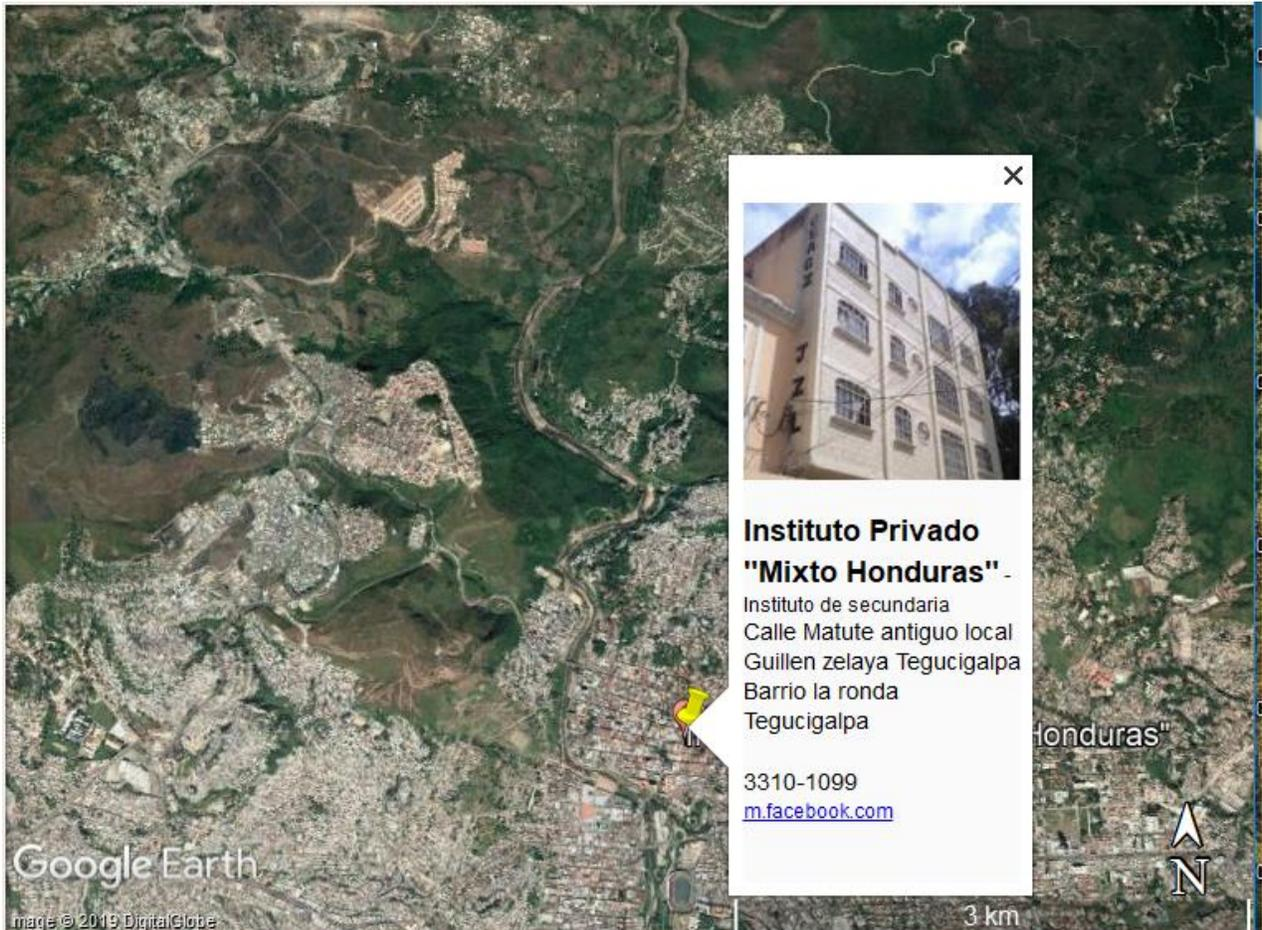 Instituto Privado
"Mixto Honduras" -
Instituto de secundaria
Calle Matute antiguo local
Guillen zelaya Tegucigalpa
Barrio la ronda
Tegucigalpa
3310-1099
m.facebook.com
Honduras"
Google Earth
N
mage © 2019 DigitalGlobe
3 km